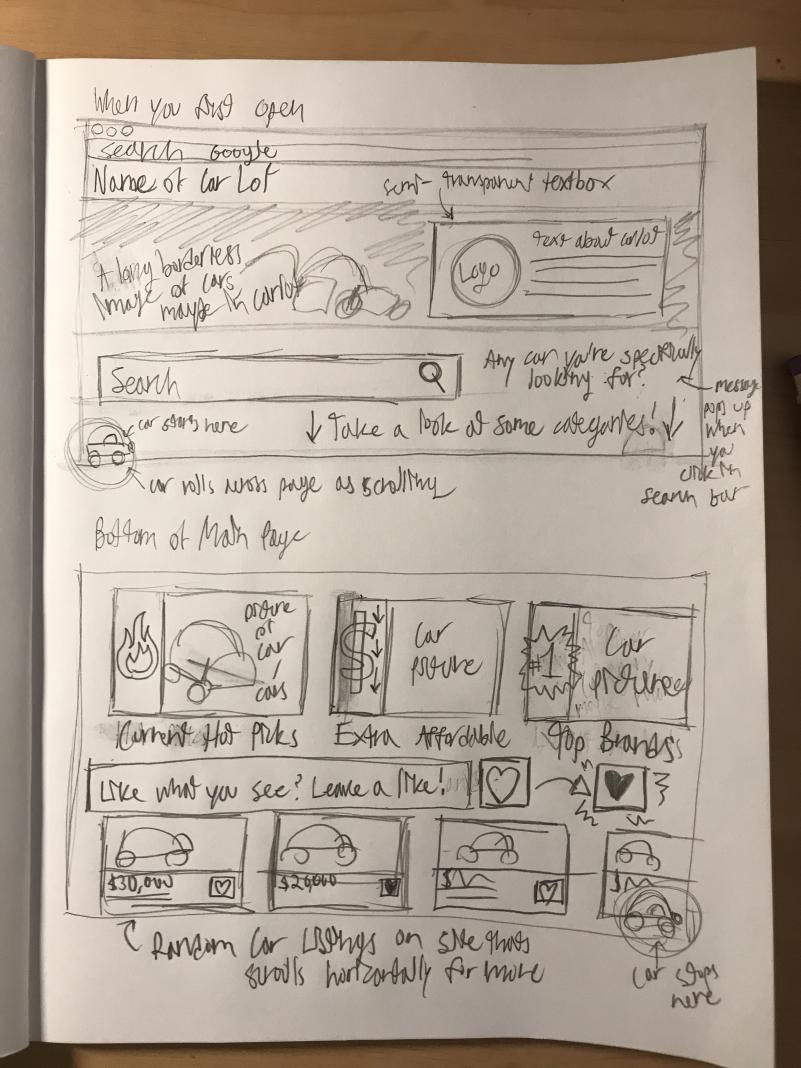 When you first open
Search Google
Name of Car Lot
semi-transparent textbox
A long borderless
Image of cars
maybe in carlot
Logo
text about carlot
Search
Any car you're specifically
looking for?
message
pops up
when
you
click in
search bar
car starts here
↓ Take a look at some categories! ↓
car rolls across page as scrolling
Bottom of Main Page
picture
of
car
/
cars
Car
picture
#1
Car
picture
Current Hot Picks
Extra Affordable
Top Brands
Like what you see? Leave a like!
$30,000
$20,000
$
$
Random Car Listings on site that
scrolls horizontally for more
Car stops
here